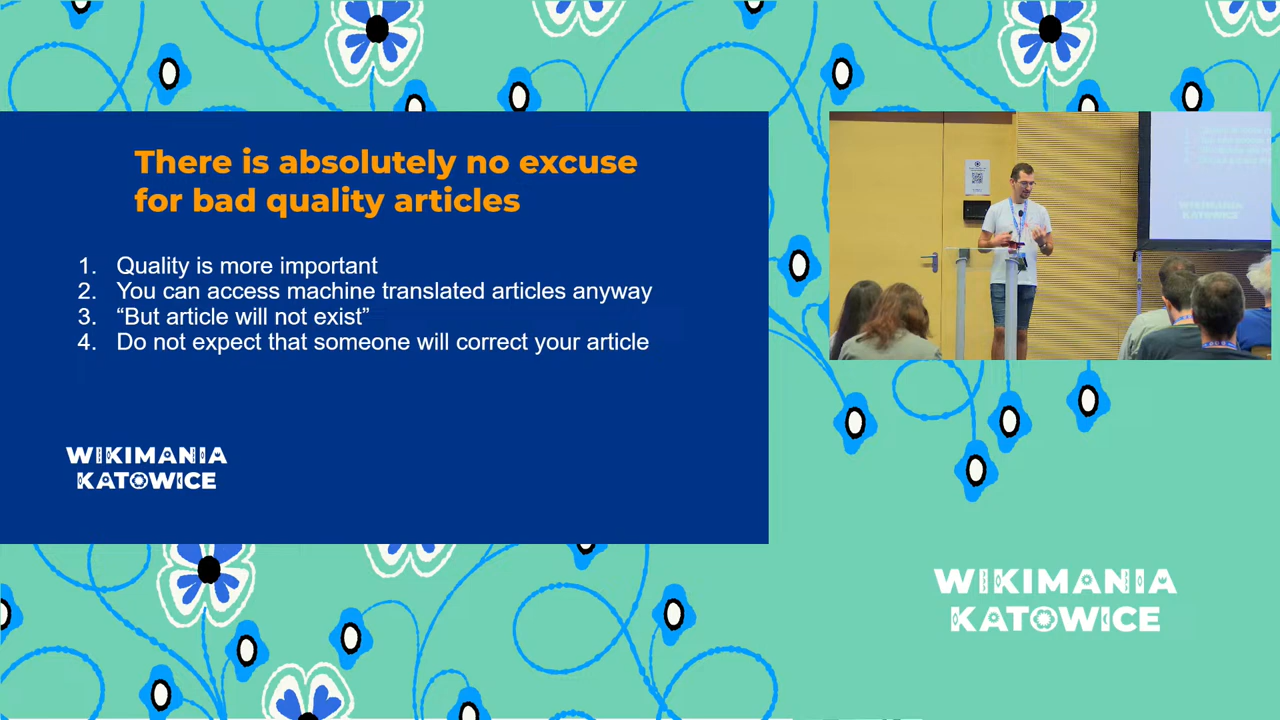 There is absolutely no excuse
for bad quality articles
1. Quality is more important
2. You can access machine translated articles anyway
3. “But article will not exist”
4. Do not expect that someone will correct your article
WIKIMANIA
KATOWICE
WIKIMANIA
KATOWICE
WIKIMANIA
KATOWICE